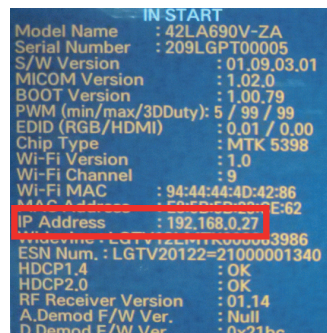 IN START
Model Name : 42LA690V-ZA
Serial Number : 209LGPT00005
S/W Version : 01.09.03.01
MICOM Version : 1.02.0
BOOT Version : 1.00.79
PWM (min/max/3DDuty): 5 / 99 / 99
EDID (RGB/HDMI) : 0.01 / 0.00
Chip Type : MTK 5398
Wi-Fi Version : 1.0
Wi-Fi Channel : 9
Wi-Fi MAC : 94:44:44:4D:42:86
MAC Address
IP Address : 192.168.0.27
ESN Num. : LGTV20122=21000001340
HDCP1.4 : OK
HDCP2.0 : OK
RF Receiver Version : 01.14
A.Demod F/W Ver. : Null
D.Demod F/W Ver.